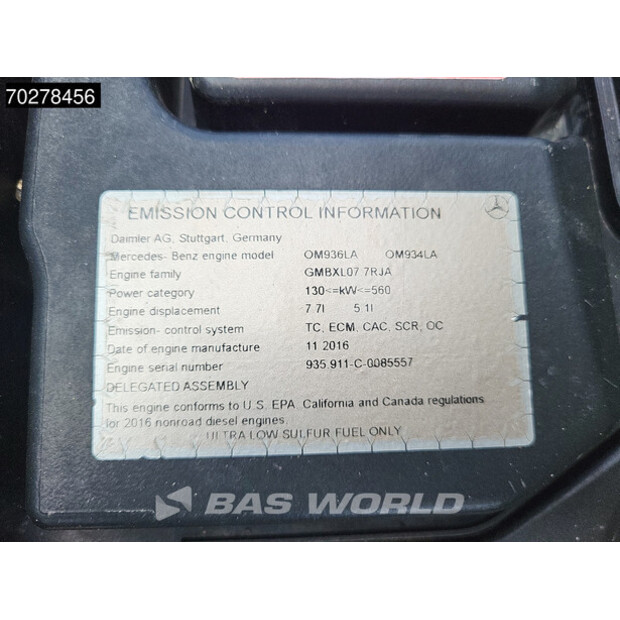 70278456
EMISSION CONTROL INFORMATION
Daimler AG, Stuttgart, Germany
Mercedes- Benz engine model OM936LA OM934LA
Engine family GMBXL07.7RJA
Power category 130<=kW<=560
Engine displacement 7.7l 5.1l
Emission- control system TC, ECM, CAC, SCR, OC
Date of engine manufacture 11 2016
Engine serial number 935.911-C-0085557
DELEGATED ASSEMBLY
This engine conforms to U.S. EPA, California and Canada regulations
for 2016 nonroad diesel engines.
ULTRA LOW SULFUR FUEL ONLY
BAS WORLD